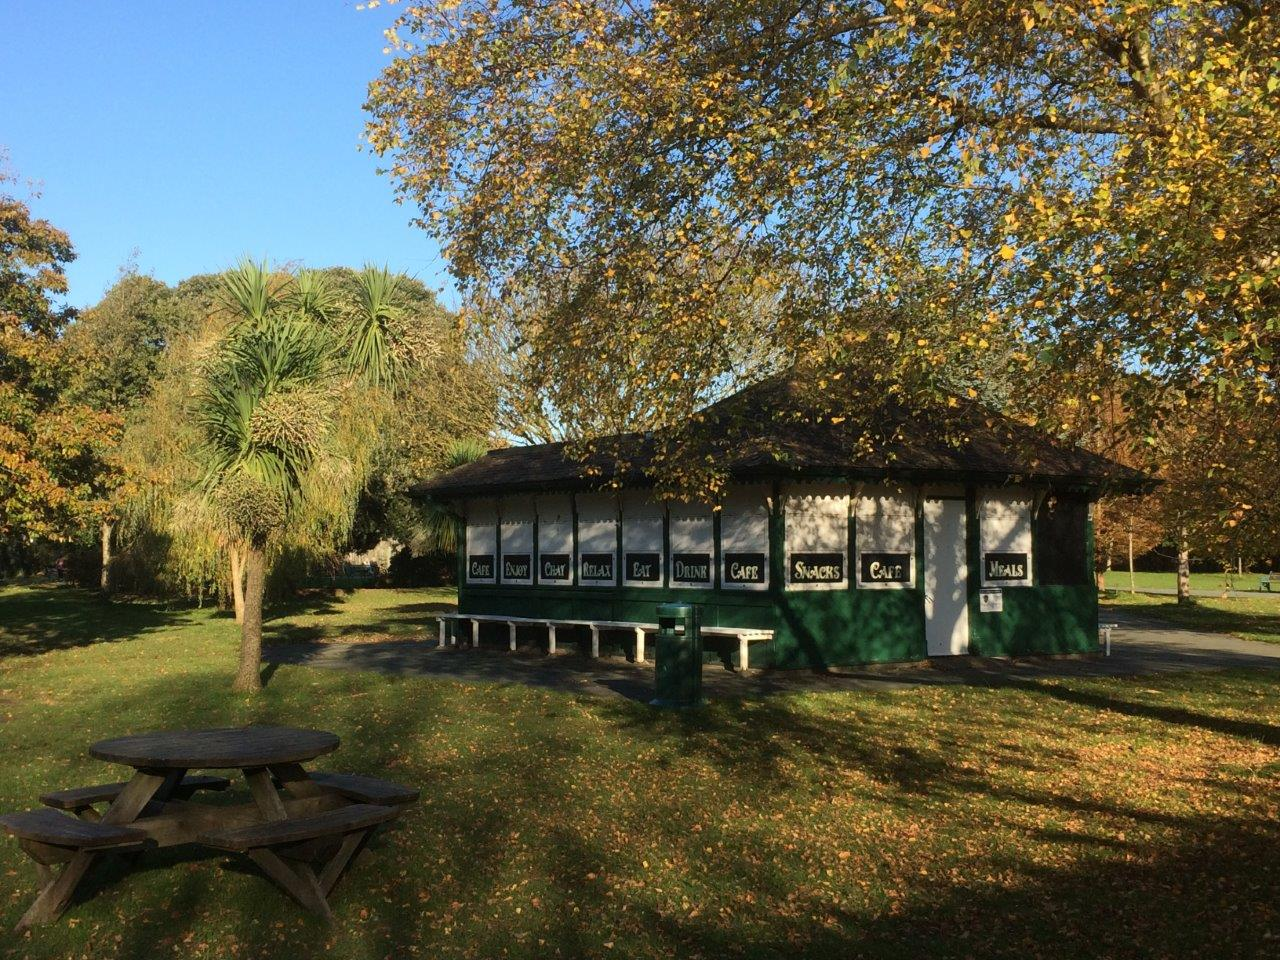 Cafe
Enjoy
Chat
Relax
Eat
Drink
Cafe
Snacks
Cafe
Meals